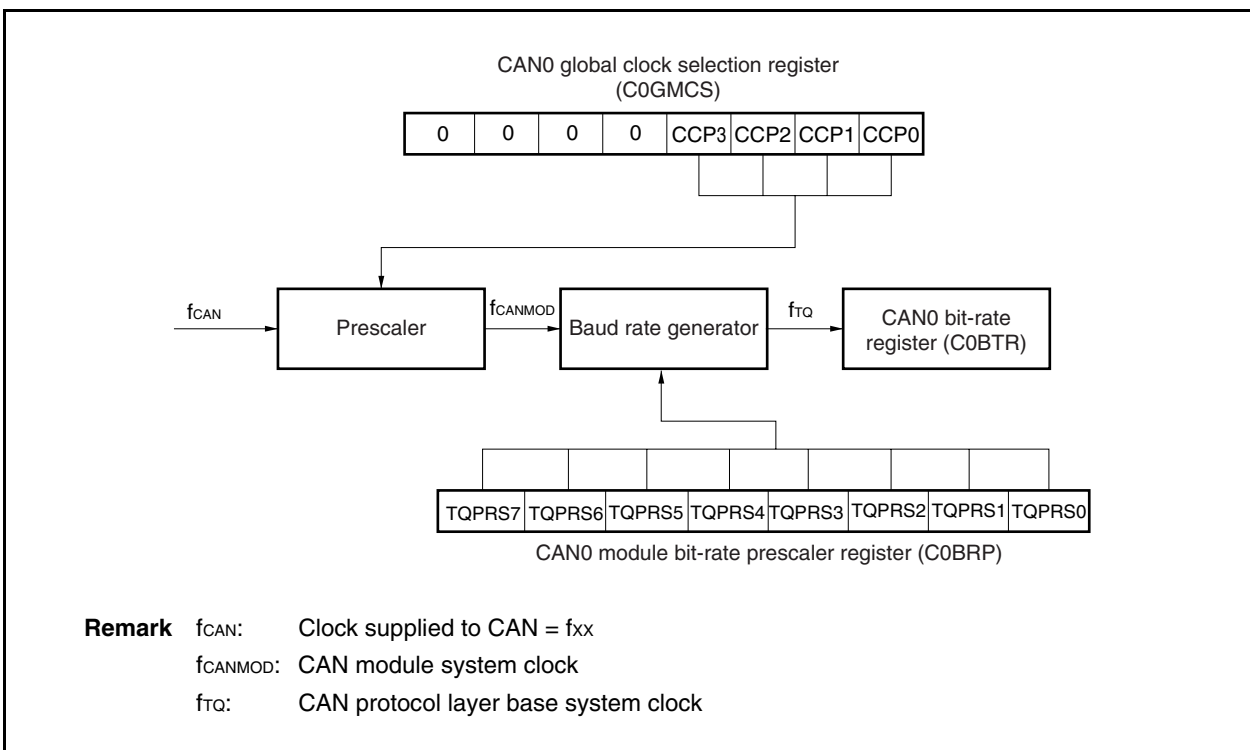 CAN0 global clock selection register
(C0GMCS)
0 0 0 0 CCP3 CCP2 CCP1 CCP0
fCAN
Prescaler
fCANMOD
Baud rate generator
fTQ
CAN0 bit-rate
register (C0BTR)
TQPRS7 TQPRS6 TQPRS5 TQPRS4 TQPRS3 TQPRS2 TQPRS1 TQPRS0
CAN0 module bit-rate prescaler register (C0BRP)
Remark fCAN: Clock supplied to CAN = fXX
fCANMOD: CAN module system clock
fTQ: CAN protocol layer base system clock